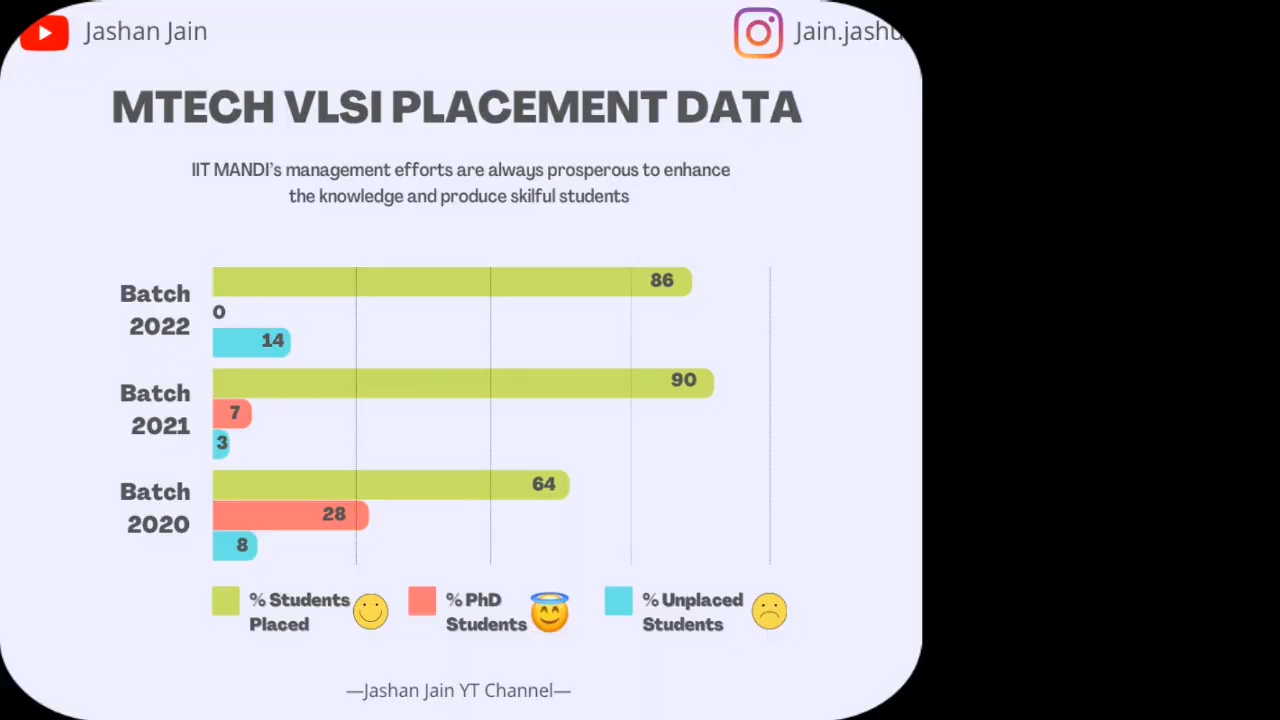 Jashan Jain
Jain.jashu
MTECH VLSI PLACEMENT DATA
IIT MANDI's management efforts are always prosperous to enhance
the knowledge and produce skilful students
Batch
2022
86
0
14
Batch
2021
90
7
3
Batch
2020
64
28
8
% Students
Placed
% PhD
Students
% Unplaced
Students
—Jashan Jain YT Channel—